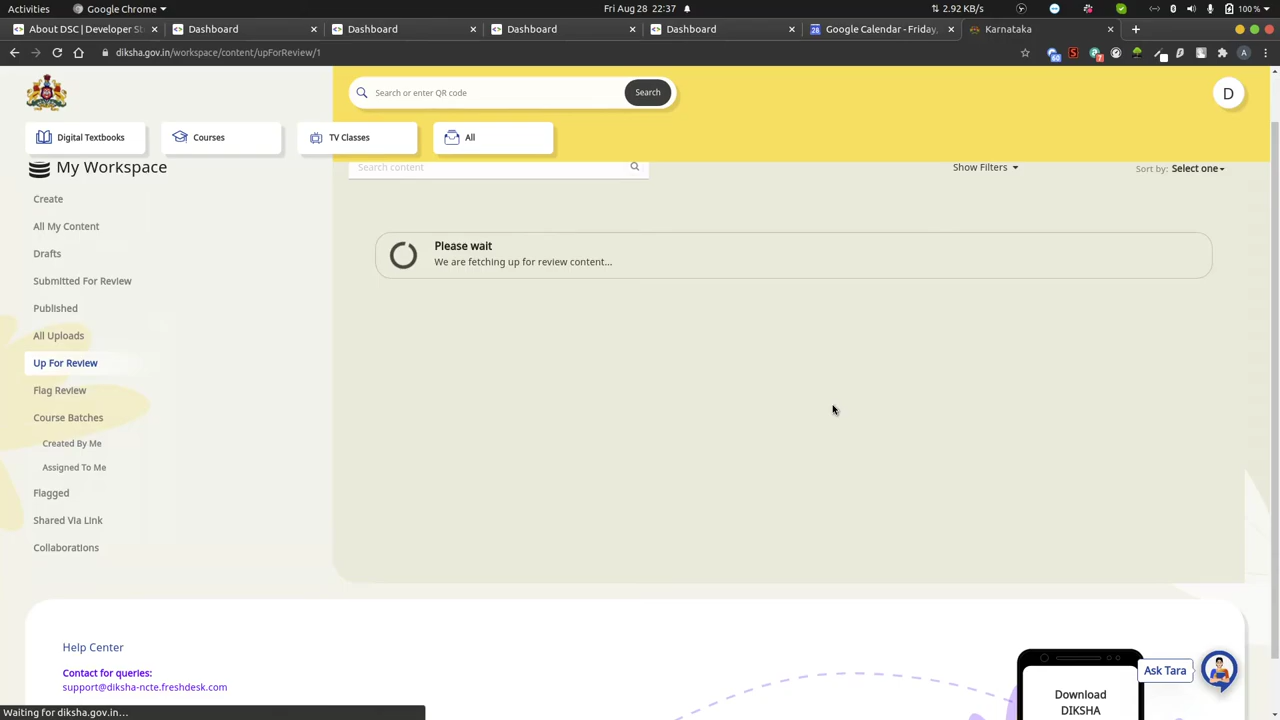 Activities
Google Chrome
Fri Aug 28 22:37
2.92 KB/s
100 %
About DSC | Developer St
Dashboard
Dashboard
Dashboard
Dashboard
28
Google Calendar - Friday,
Karnataka
diksha.gov.in/workspace/content/upForReview/1
60
S
7
A
Search or enter QR code
Search
D
Digital Textbooks
Courses
TV Classes
All
My Workspace
Search content
Show Filters
Sort by: Select one
Create
All My Content
Drafts
Submitted For Review
Published
All Uploads
Up For Review
Flag Review
Course Batches
Created By Me
Assigned To Me
Flagged
Shared Via Link
Collaborations
Please wait
We are fetching up for review content...
Help Center
Contact for queries:
support@diksha-ncte.freshdesk.com
Ask Tara
Download
DIKSHA
Waiting for diksha.gov.in...